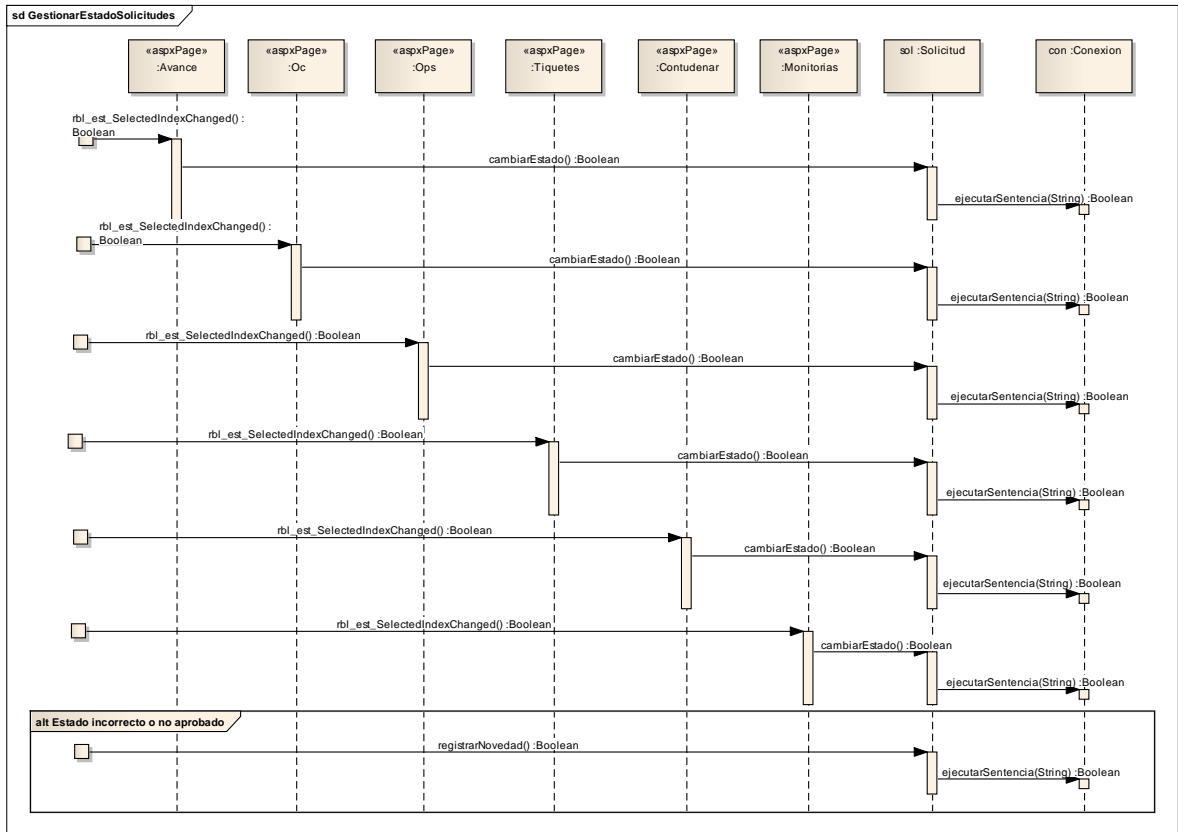 sd GestionarEstadoSolicitudes
«aspxPage»
:Avance
«aspxPage»
:Oc
«aspxPage»
:Ops
«aspxPage»
:Tiquetes
«aspxPage»
:Contudenar
«aspxPage»
:Monitorias
sol :Solicitud
con :Conexion
rbl_est_SelectedIndexChanged() :
Boolean
cambiarEstado() :Boolean
ejecutarSentencia(String) :Boolean
rbl_est_SelectedIndexChanged() :
Boolean
cambiarEstado() :Boolean
ejecutarSentencia(String) :Boolean
rbl_est_SelectedIndexChanged() :Boolean
cambiarEstado() :Boolean
ejecutarSentencia(String) :Boolean
rbl_est_SelectedIndexChanged() :Boolean
cambiarEstado() :Boolean
ejecutarSentencia(String) :Boolean
rbl_est_SelectedIndexChanged() :Boolean
cambiarEstado() :Boolean
ejecutarSentencia(String) :Boolean
rbl_est_SelectedIndexChanged() :Boolean
cambiarEstado() :Boolean
ejecutarSentencia(String) :Boolean
alt Estado incorrecto o no aprobado
registrarNovedad() :Boolean
ejecutarSentencia(String) :Boolean